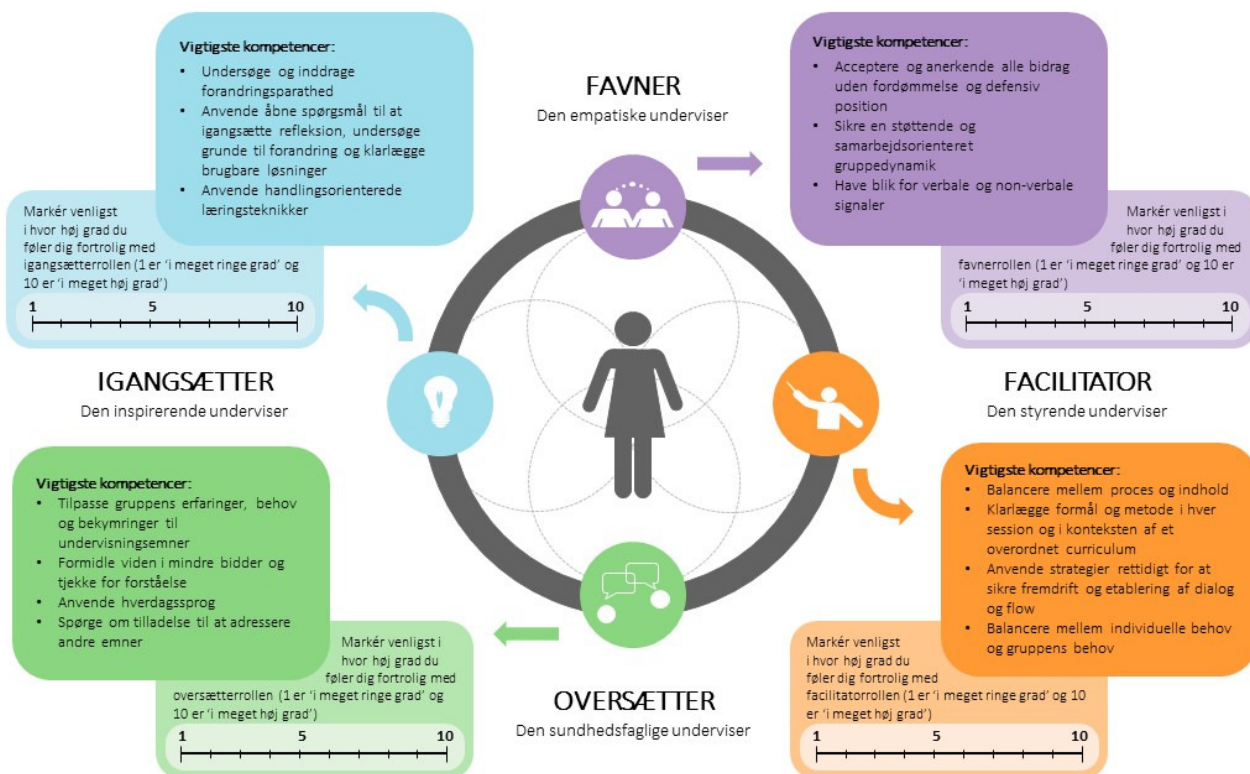 Vigtigste kompetencer:
• Undersøge og inddrage
forandringsparathed
• Anvende åbne spørgsmål til at
igangsætte refleksion, undersøge
grunde til forandring og klarlægge
brugbare løsninger
• Anvende handlingsorienterede
læringsteknikker
Markér venligst
i hvor høj grad du
føler dig fortrolig med
igangsætterrollen (1 er ‘i meget ringe grad’ og
10 er ‘i meget høj grad’)
1 5 10
IGANGSÆTTER
Den inspirerende underviser
FAVNER
Den empatiske underviser
Vigtigste kompetencer:
• Acceptere og anerkende alle bidrag
uden fordømmelse og defensiv
position
• Sikre en støttende og
samarbejdsorienteret
gruppedynamik
• Have blik for verbale og non-verbale
signaler
Markér venligst i
hvor høj grad du
føler dig fortrolig med
favnerrollen (1 er ‘i meget ringe grad’ og 10 er
‘i meget høj grad’)
1 5 10
FACILITATOR
Den styrende underviser
Vigtigste kompetencer:
• Tilpasse gruppens erfaringer, behov
og bekymringer til
undervisningsemner
• Formidle viden i mindre bidder og
tjekke for forståelse
• Anvende hverdagssprog
• Spørge om tilladelse til at adressere
andre emner
Markér venligst i
hvor høj grad du
føler dig fortrolig med
oversætterrollen (1 er ‘i meget ringe grad’ og
10 er ‘i meget høj grad’)
1 5 10
OVERSÆTTER
Den sundhedsfaglige underviser
Vigtigste kompetencer:
• Balancere mellem proces og indhold
• Klarlægge formål og metode i hver
session og i konteksten af et
overordnet curriculum
• Anvende strategier rettidigt for at
sikre fremdrift og etablering af dialog
og flow
• Balancere mellem individuelle behov
og gruppens behov
Markér venligst
i hvor høj grad du
føler dig fortrolig med
facilitatorrollen (1 er ‘i meget ringe grad’ og 10
er ‘i meget høj grad’)
1 5 10